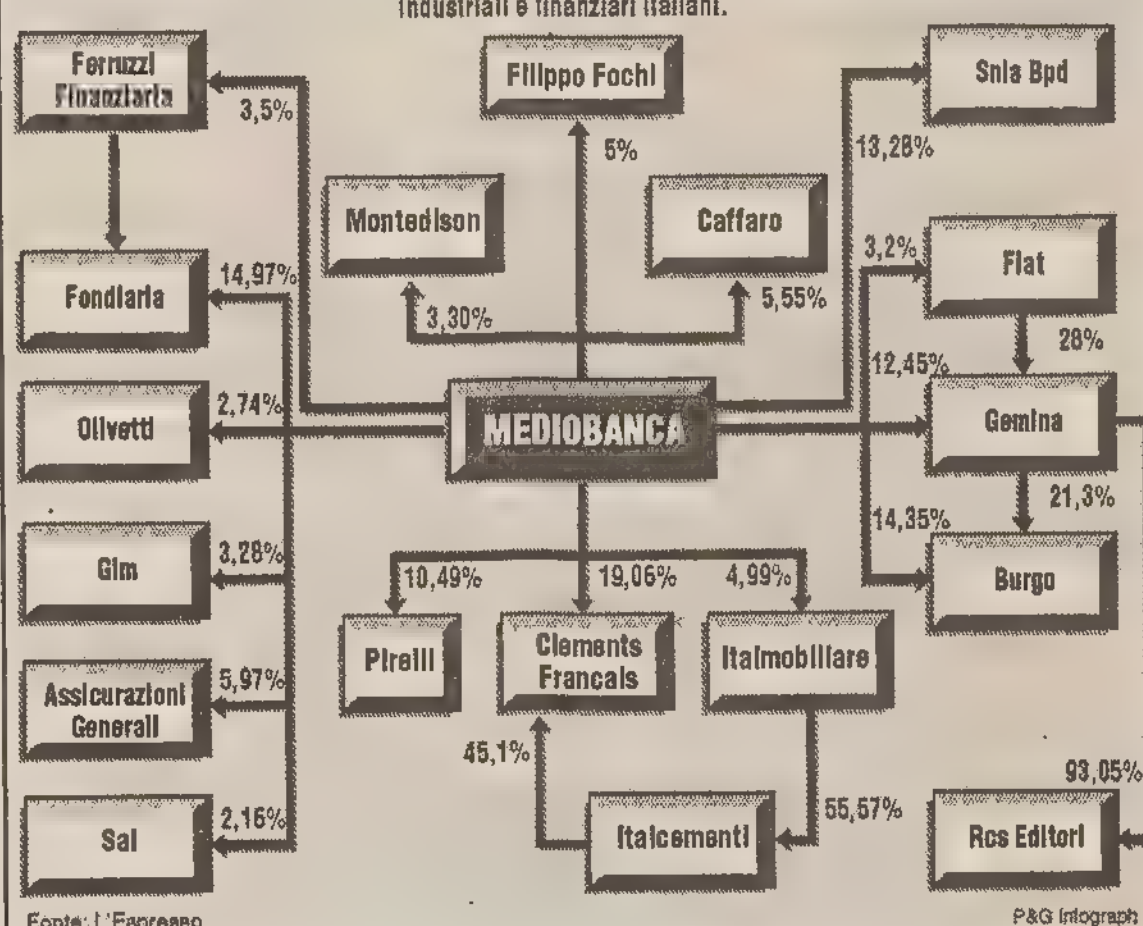 industriali e finanziari italiani.
Ferruzzi
Finanziaria
3,5%
Filippo Fochi
5%
Snia Bpd
13,28%
Montedison
3,30%
Caffaro
5,55%
Fondiaria
14,97%
3,2%
Fiat
28%
Olivetti
2,74%
MEDIOBANCA
12,45%
Gemina
21,3%
Gim
3,28%
14,35%
Burgo
10,49%
19,06%
4,99%
Pirelli
Ciements
Francais
Italmobiliare
Assicurazioni
Generali
5,97%
45,1%
55,57%
93,05%
Sai
2,16%
Italcementi
Rcs Editori
Fonte: L'Espresso
P&G Infograph